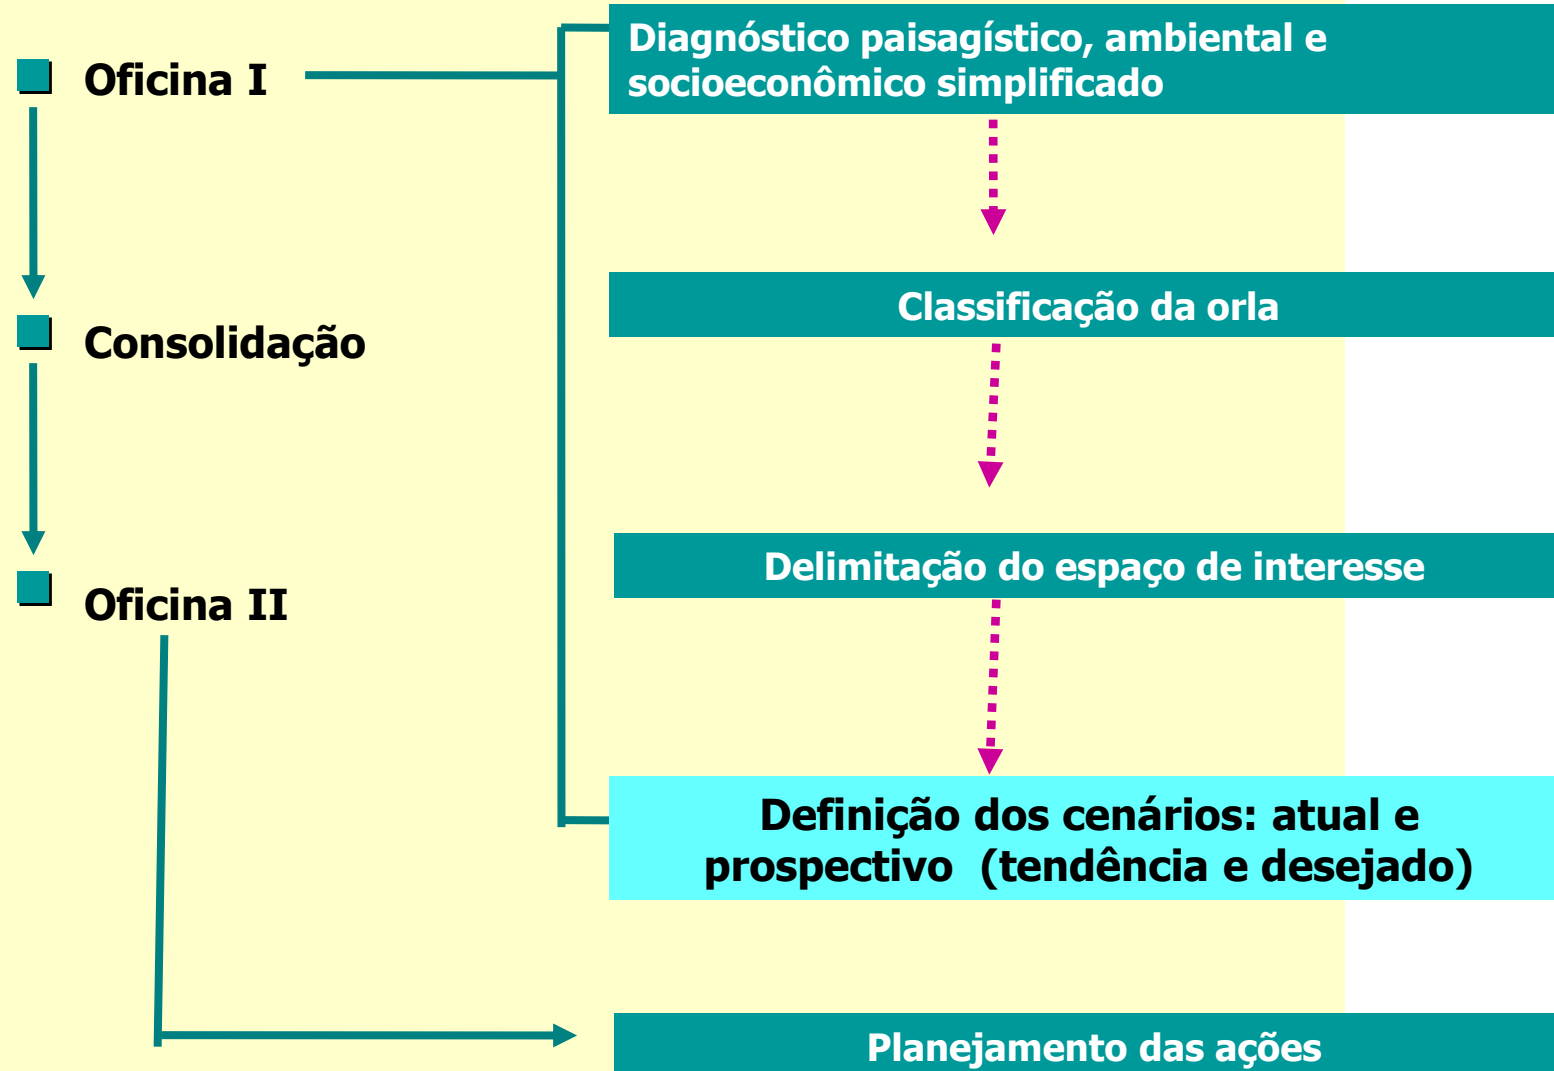 Oficina I
Consolidação
Oficina II
Diagnóstico paisagístico, ambiental e
socioeconômico simplificado
Classificação da orla
Delimitação do espaço de interesse
Definição dos cenários: atual e
prospectivo (tendência e desejado)
Planejamento das ações